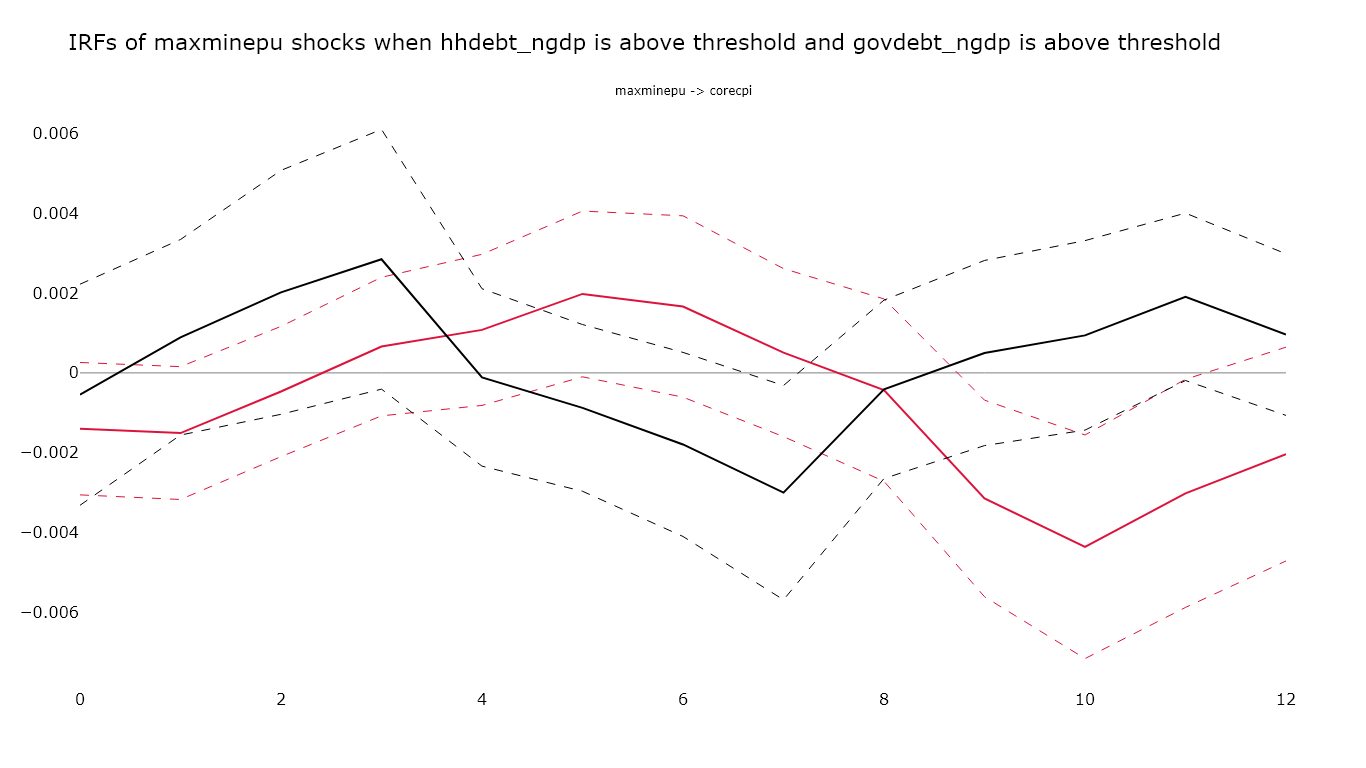 IRFs of maxminepu shocks when hhdebt_ngdp is above threshold and govdebt_ngdp is above threshold
maxminepu -> corecpi
0.006
0.004
0.002
0
−0.002
−0.004
−0.006
0 2 4 6 8 10 12